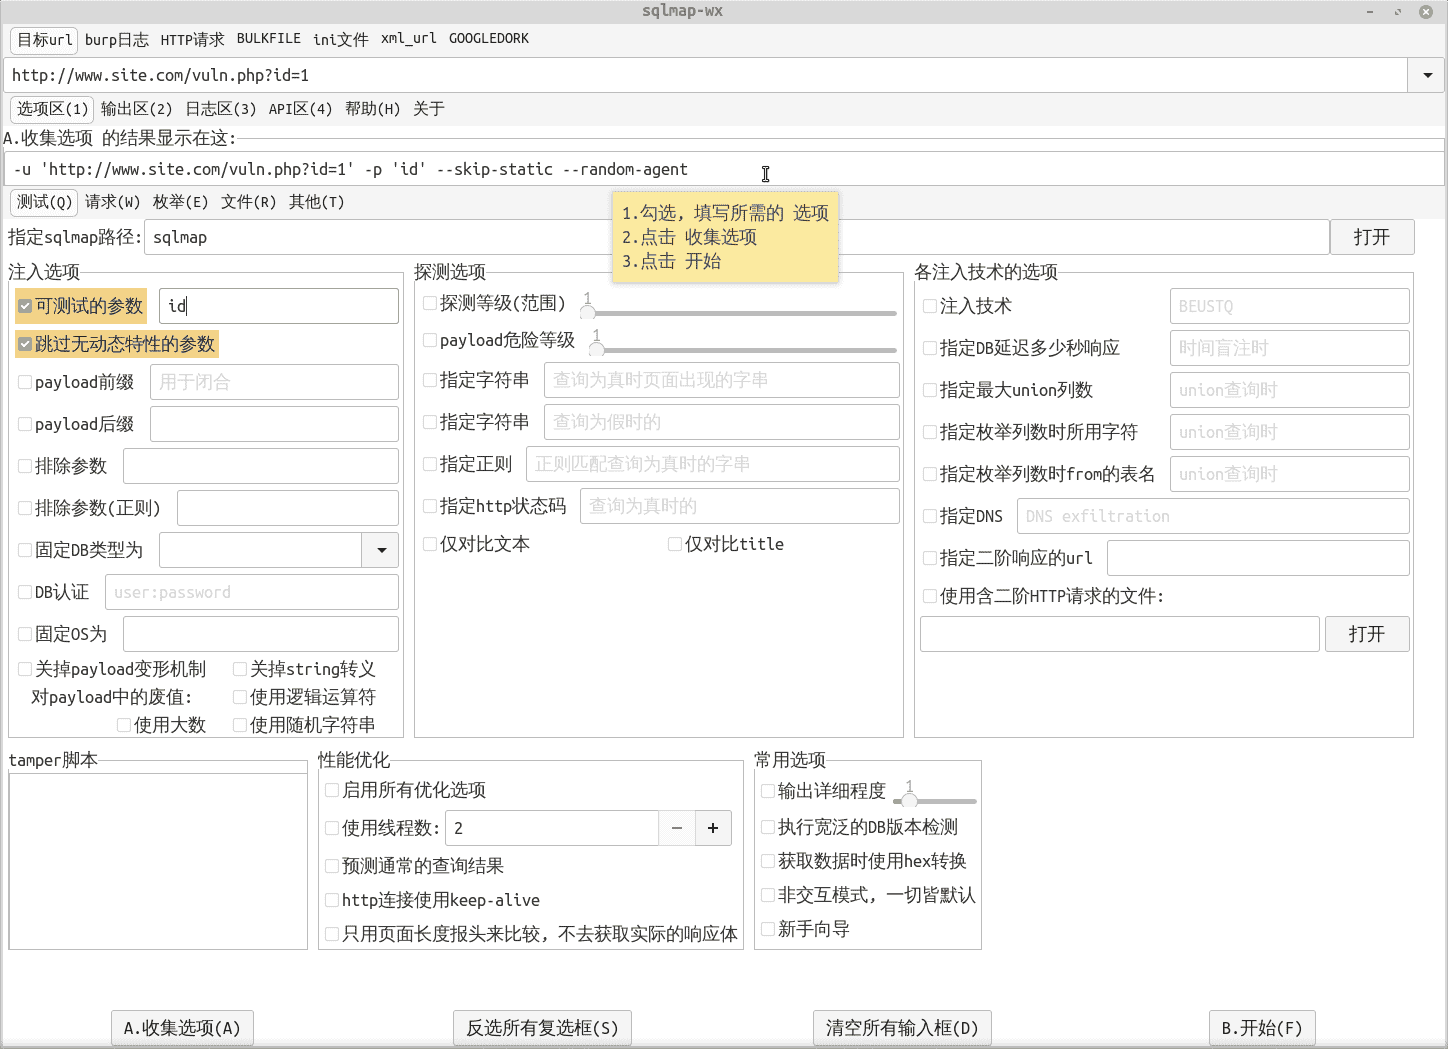 sqlmap-wx
目标url burp日志 HTTP请求 BULKFILE ini文件 xml_url GOOGLEDORK
http://www.site.com/vuln.php?id=1
选项区(1) 输出区(2) 日志区(3) API区(4) 帮助(H) 关于
A.收集选项 的结果显示在这:
-u 'http://www.site.com/vuln.php?id=1' -p 'id' --skip-static --random-agent
测试(Q) 请求(W) 枚举(E) 文件(R) 其他(T)
1.勾选, 填写所需的 选项
2.点击 收集选项
3.点击 开始
指定sqlmap路径: sqlmap 打开
注入选项
可测试的参数 id
跳过无动态特性的参数
payload前缀 用于闭合
payload后缀
排除参数
排除参数(正则)
固定DB类型为
DB认证 user:password
固定OS为
关掉payload变形机制 关掉string转义
对payload中的废值: 使用逻辑运算符
使用大数 使用随机字符串
探测选项
探测等级(范围) 1
payload危险等级 1
指定字符串 查询为真时页面出现的字串
指定字符串 查询为假时的
指定正则 正则匹配查询为真时的字串
指定http状态码 查询为真时的
仅对比文本 仅对比title
各注入技术的选项
注入技术 BEUSTQ
指定DB延迟多少秒响应 时间盲注时
指定最大union列数 union查询时
指定枚举列数时所用字符 union查询时
指定枚举列数时from的表名 union查询时
指定DNS DNS exfiltration
指定二阶响应的url
使用含二阶HTTP请求的文件:
打开
tamper脚本
性能优化
启用所有优化选项
使用线程数: 2 − +
预测通常的查询结果
http连接使用keep-alive
只用页面长度报头来比较, 不去获取实际的响应体
常用选项
输出详细程度 1
执行宽泛的DB版本检测
获取数据时使用hex转换
非交互模式, 一切皆默认
新手向导
A.收集选项(A) 反选所有复选框(S) 清空所有输入框(D) B.开始(F)